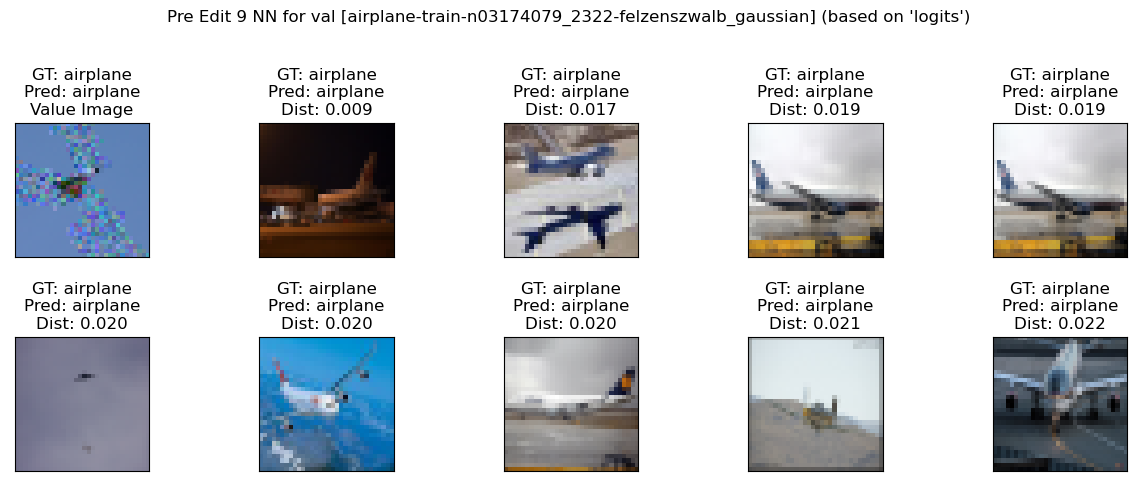 Pre Edit 9 NN for val [airplane-train-n03174079_2322-felzenszwalb_gaussian] (based on 'logits')
GT: airplane
Pred: airplane
Value Image
GT: airplane
Pred: airplane
Dist: 0.009
GT: airplane
Pred: airplane
Dist: 0.017
GT: airplane
Pred: airplane
Dist: 0.019
GT: airplane
Pred: airplane
Dist: 0.019
GT: airplane
Pred: airplane
Dist: 0.020
GT: airplane
Pred: airplane
Dist: 0.020
GT: airplane
Pred: airplane
Dist: 0.020
GT: airplane
Pred: airplane
Dist: 0.021
GT: airplane
Pred: airplane
Dist: 0.022